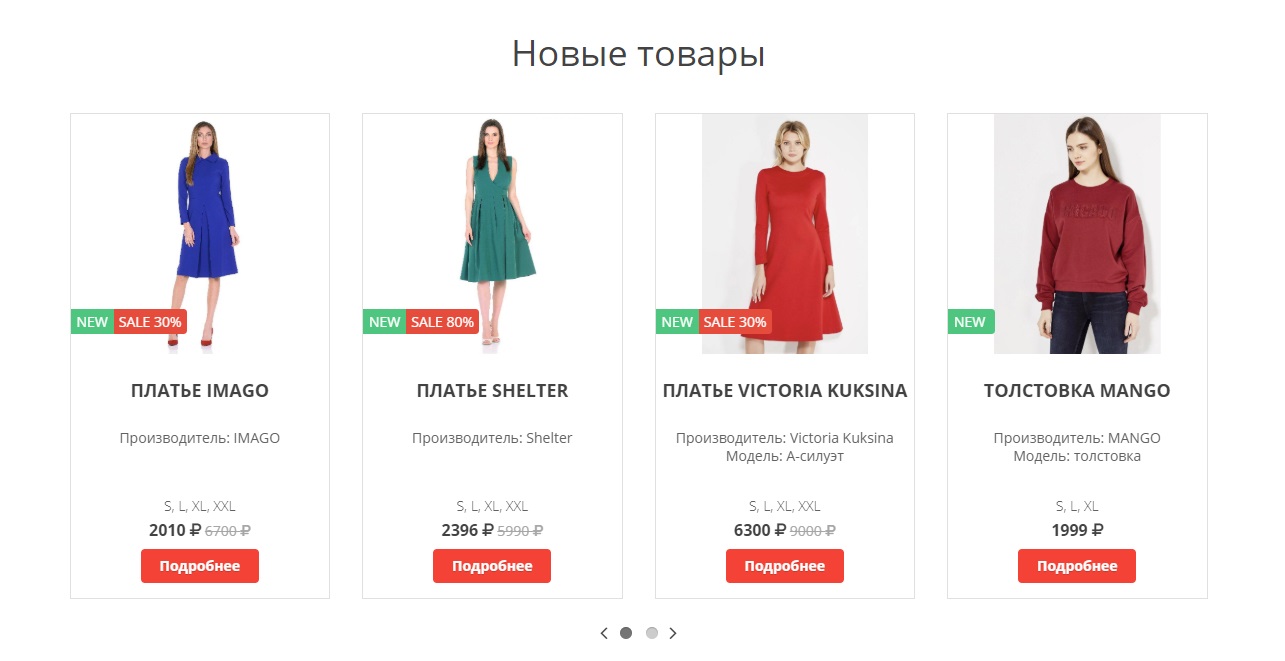 Новые товары
NEW SALE 30%
ПЛАТЬЕ IMAGO
Производитель: IMAGO
S, L, XL, XXL
2010 ₽ 6700 ₽
Подробнее
NEW SALE 80%
ПЛАТЬЕ SHELTER
Производитель: Shelter
S, L, XL, XXL
2396 ₽ 5990 ₽
Подробнее
NEW SALE 30%
ПЛАТЬЕ VICTORIA KUKSINA
Производитель: Victoria Kuksina
Модель: А-силуэт
S, L, XL, XXL
6300 ₽ 9000 ₽
Подробнее
NEW
ТОЛСТОВКА MANGO
Производитель: MANGO
Модель: толстовка
S, L, XL
1999 ₽
Подробнее